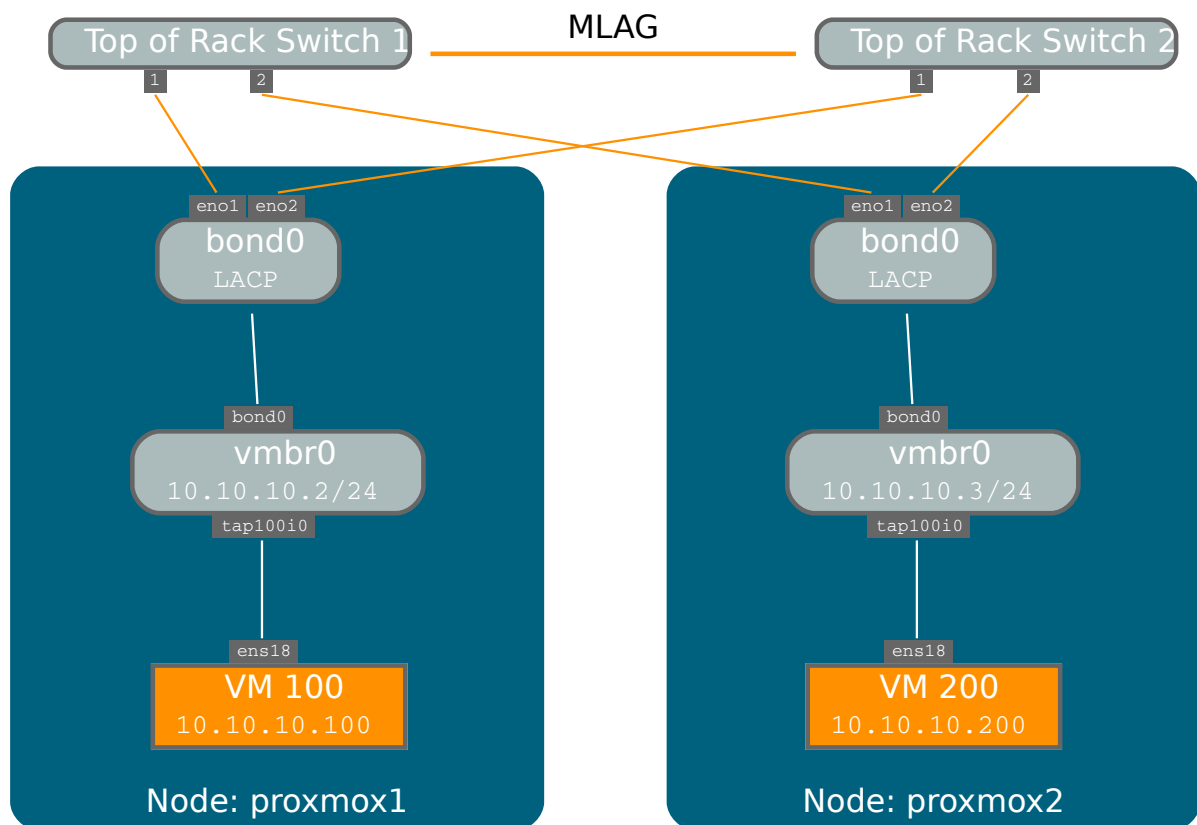 MLAG
Top of Rack Switch 1
Top of Rack Switch 2
1
2
1
2
eno1
eno2
bond0
LACP
bond0
vmbr0
10.10.10.2/24
tap100i0
ens18
VM 100
10.10.10.100
Node: proxmox1
eno1
eno2
bond0
LACP
bond0
vmbr0
10.10.10.3/24
tap100i0
ens18
VM 200
10.10.10.200
Node: proxmox2